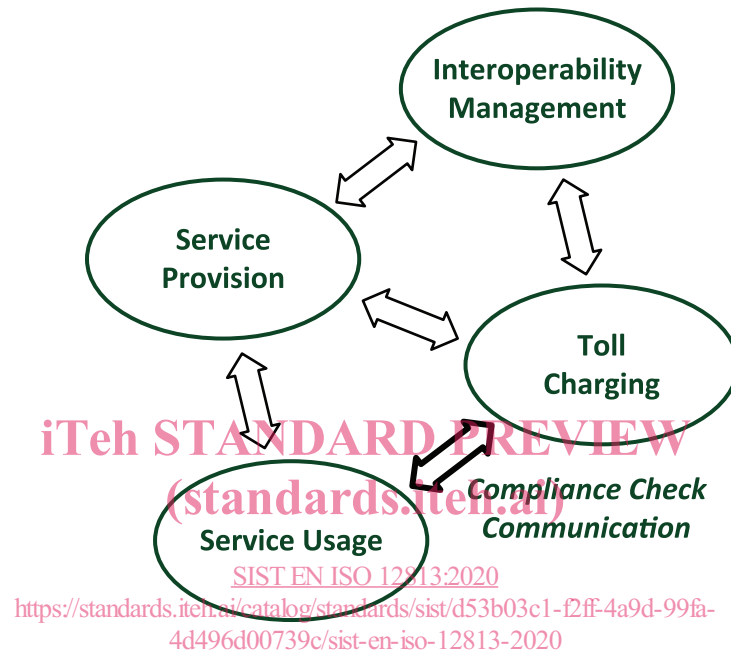 Interoperability
Management
Service
Provision
Toll
Charging
iTeh STANDARD PREVIEW
(standards.iteh.ai)
Compliance Check
Communication
Service Usage
SIST EN ISO 12813:2020
https://standards.iteh.ai/catalog/standards/sist/d53b03c1-f2ff-4a9d-99fa-
4d496d00739c/sist-en-iso-12813-2020